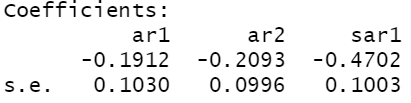 Coefficients:
ar1 ar2 sar1
-0.1912 -0.2093 -0.4702
s.e. 0.1030 0.0996 0.1003